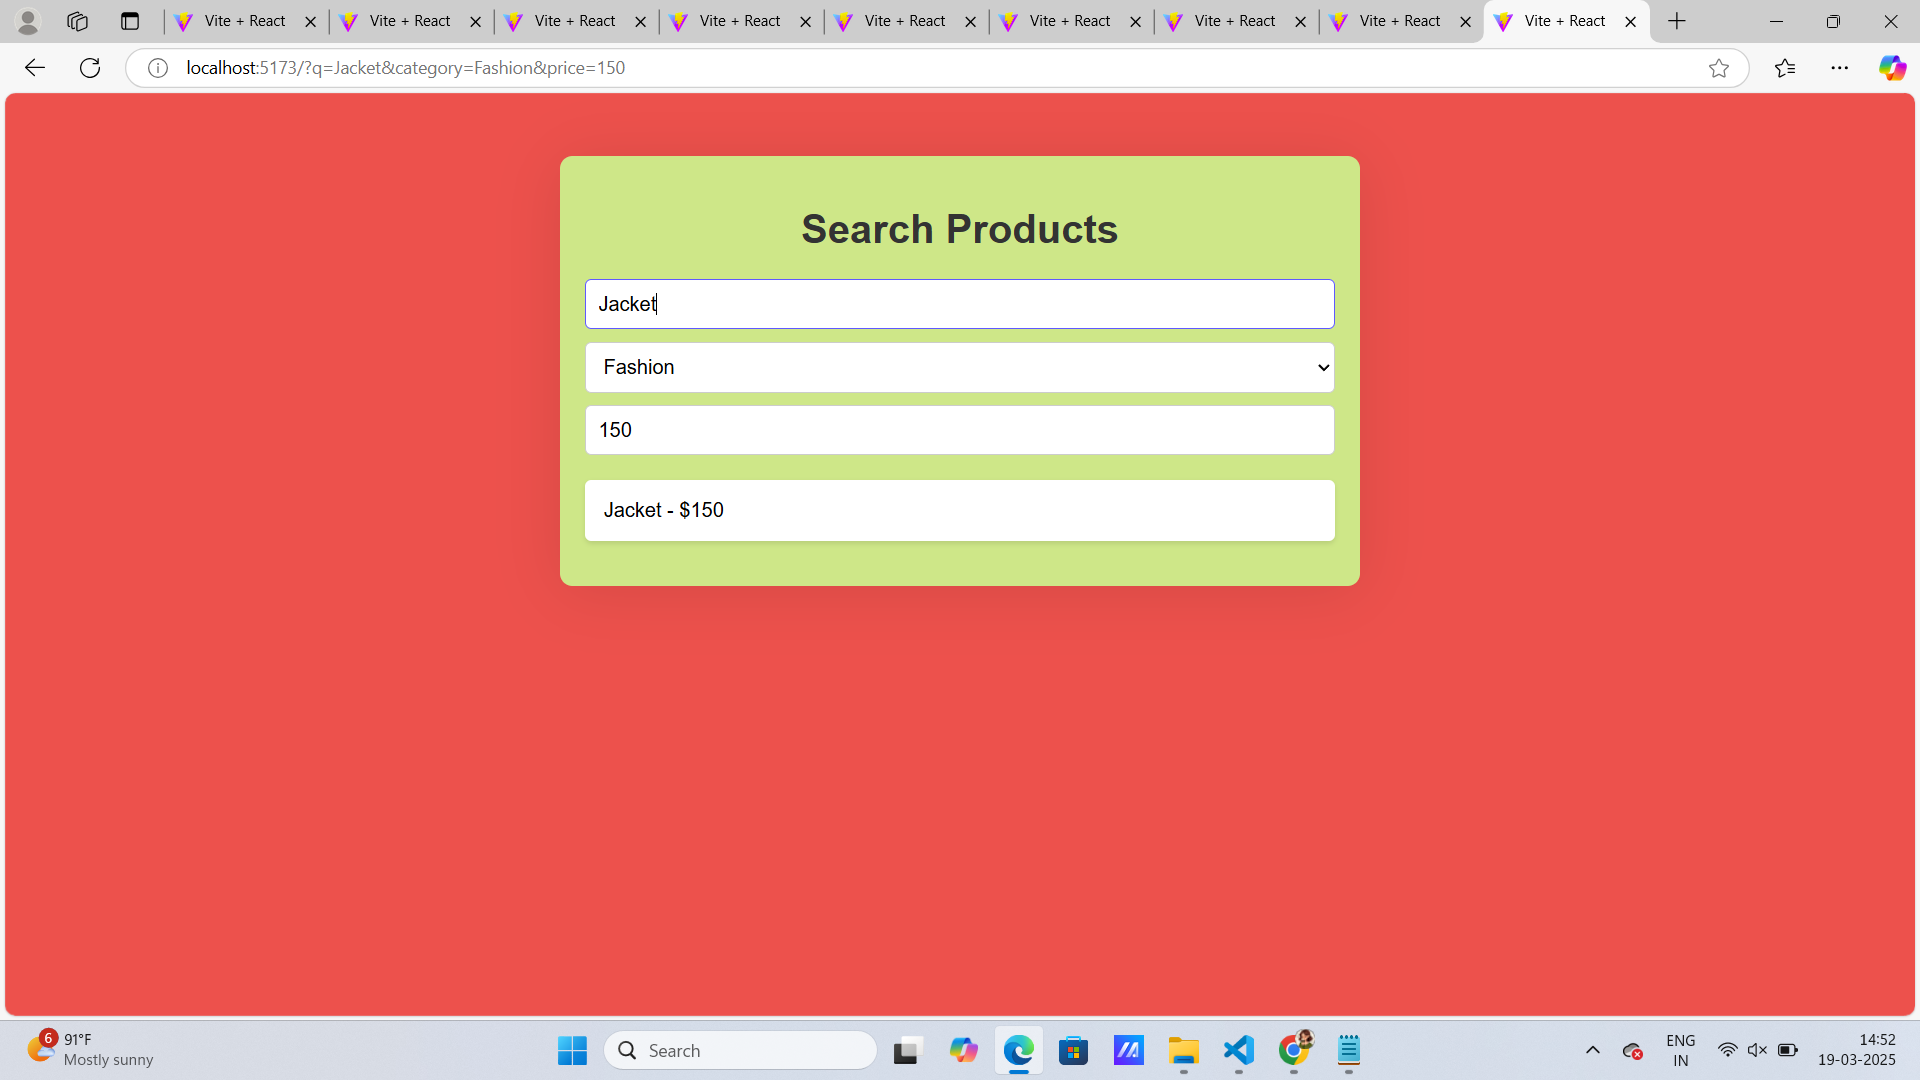 Vite + React Vite + React Vite + React Vite + React Vite + React Vite + React Vite + React Vite + React Vite + React
localhost:5173/?q=Jacket&category=Fashion&price=150
Search Products
Jacket
Fashion
150
Jacket - $150
6
91°F
Mostly sunny
Search
ENG
IN
14:52
19-03-2025